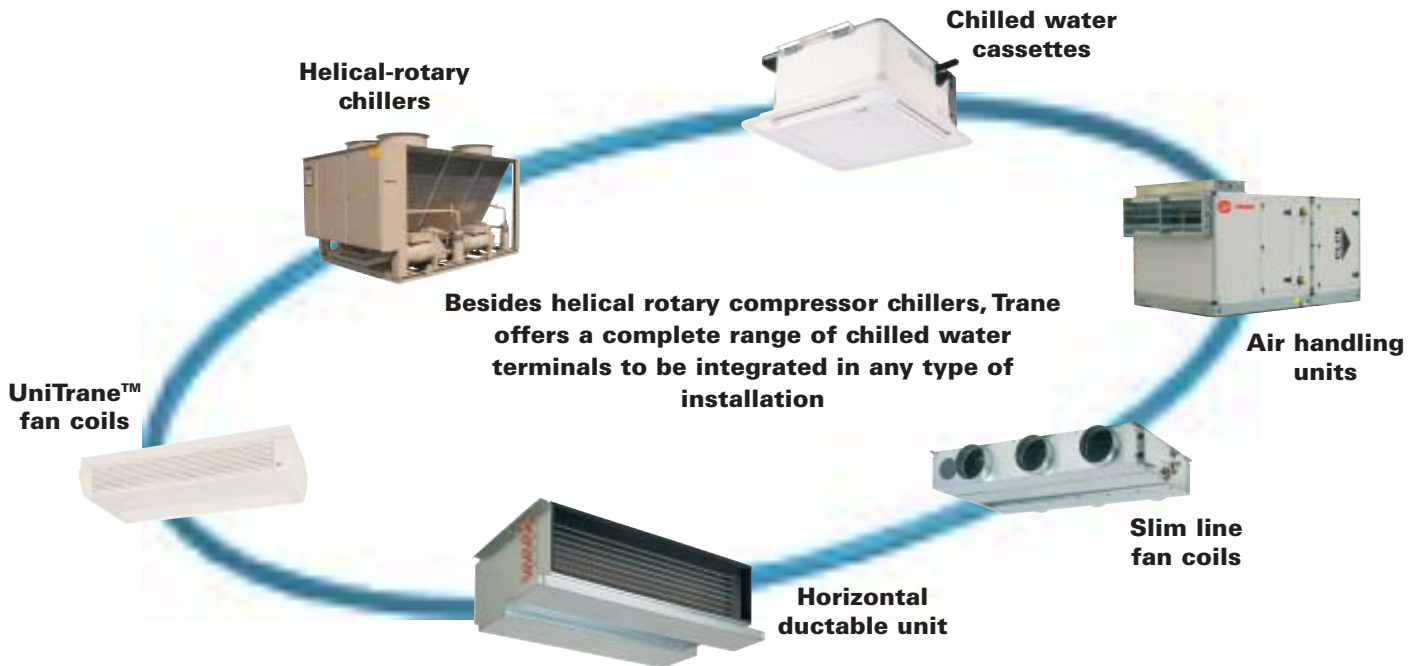 Chilled water
cassettes
Helical-rotary
chillers
Besides helical rotary compressor chillers, Trane
offers a complete range of chilled water
terminals to be integrated in any type of
installation
Air handling
units
UniTrane™
fan coils
Slim line
fan coils
Horizontal
ductable unit